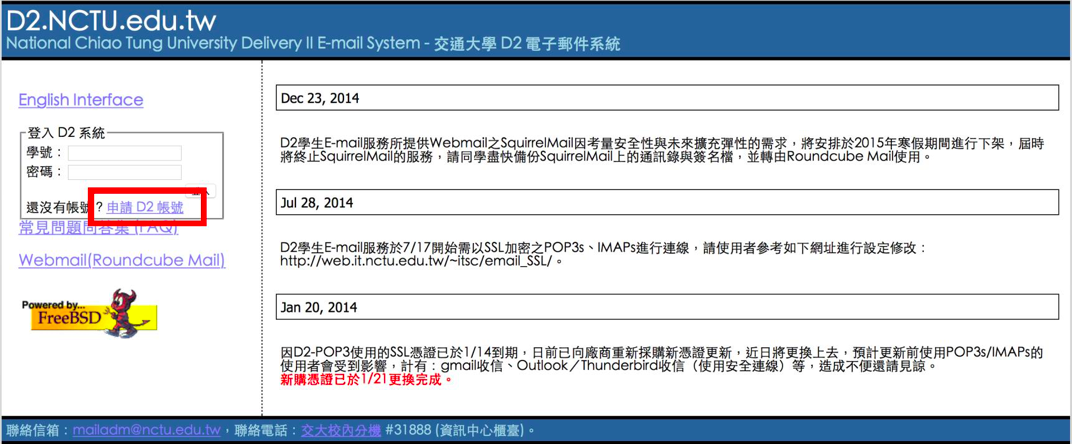 D2.NCTU.edu.tw
National Chiao Tung University Delivery II E-mail System - 交通大學 D2 電子郵件系統
English Interface
登入 D2 系統
學號：
密碼：
還沒有帳號？申請 D2 帳號
常見問題問答集 (FAQ)
Webmail(Roundcube Mail)
Powered by...
FreeBSD
Dec 23, 2014
D2學生E-mail服務所提供Webmail之SquirrelMail因考量安全性與未來擴充彈性的需求，將安排於2015年寒假期間進行下架，屆時
將終止SquirrelMail的服務，請同學盡快備份SquirrelMail上的通訊錄與簽名檔，並轉由Roundcube Mail使用。
Jul 28, 2014
D2學生E-mail服務於7/17開始需以SSL加密之POP3s、IMAPs進行連線，請使用者參考如下網址進行設定修改：
http://web.it.nctu.edu.tw/~itsc/email_SSL/。
Jan 20, 2014
因D2-POP3使用的SSL憑證已於1/14到期，日前已向廠商重新採購新憑證更新，近日將更換上去，預計更新前使用POP3s/IMAPs的
使用者會受到影響，計有：gmail收信、Outlook／Thunderbird收信（使用安全連線）等，造成不便還請見諒。
新購憑證已於1/21更換完成。
聯絡信箱：mailadm@nctu.edu.tw，聯絡電話：交大校內分機 #31888 (資訊中心櫃臺)。